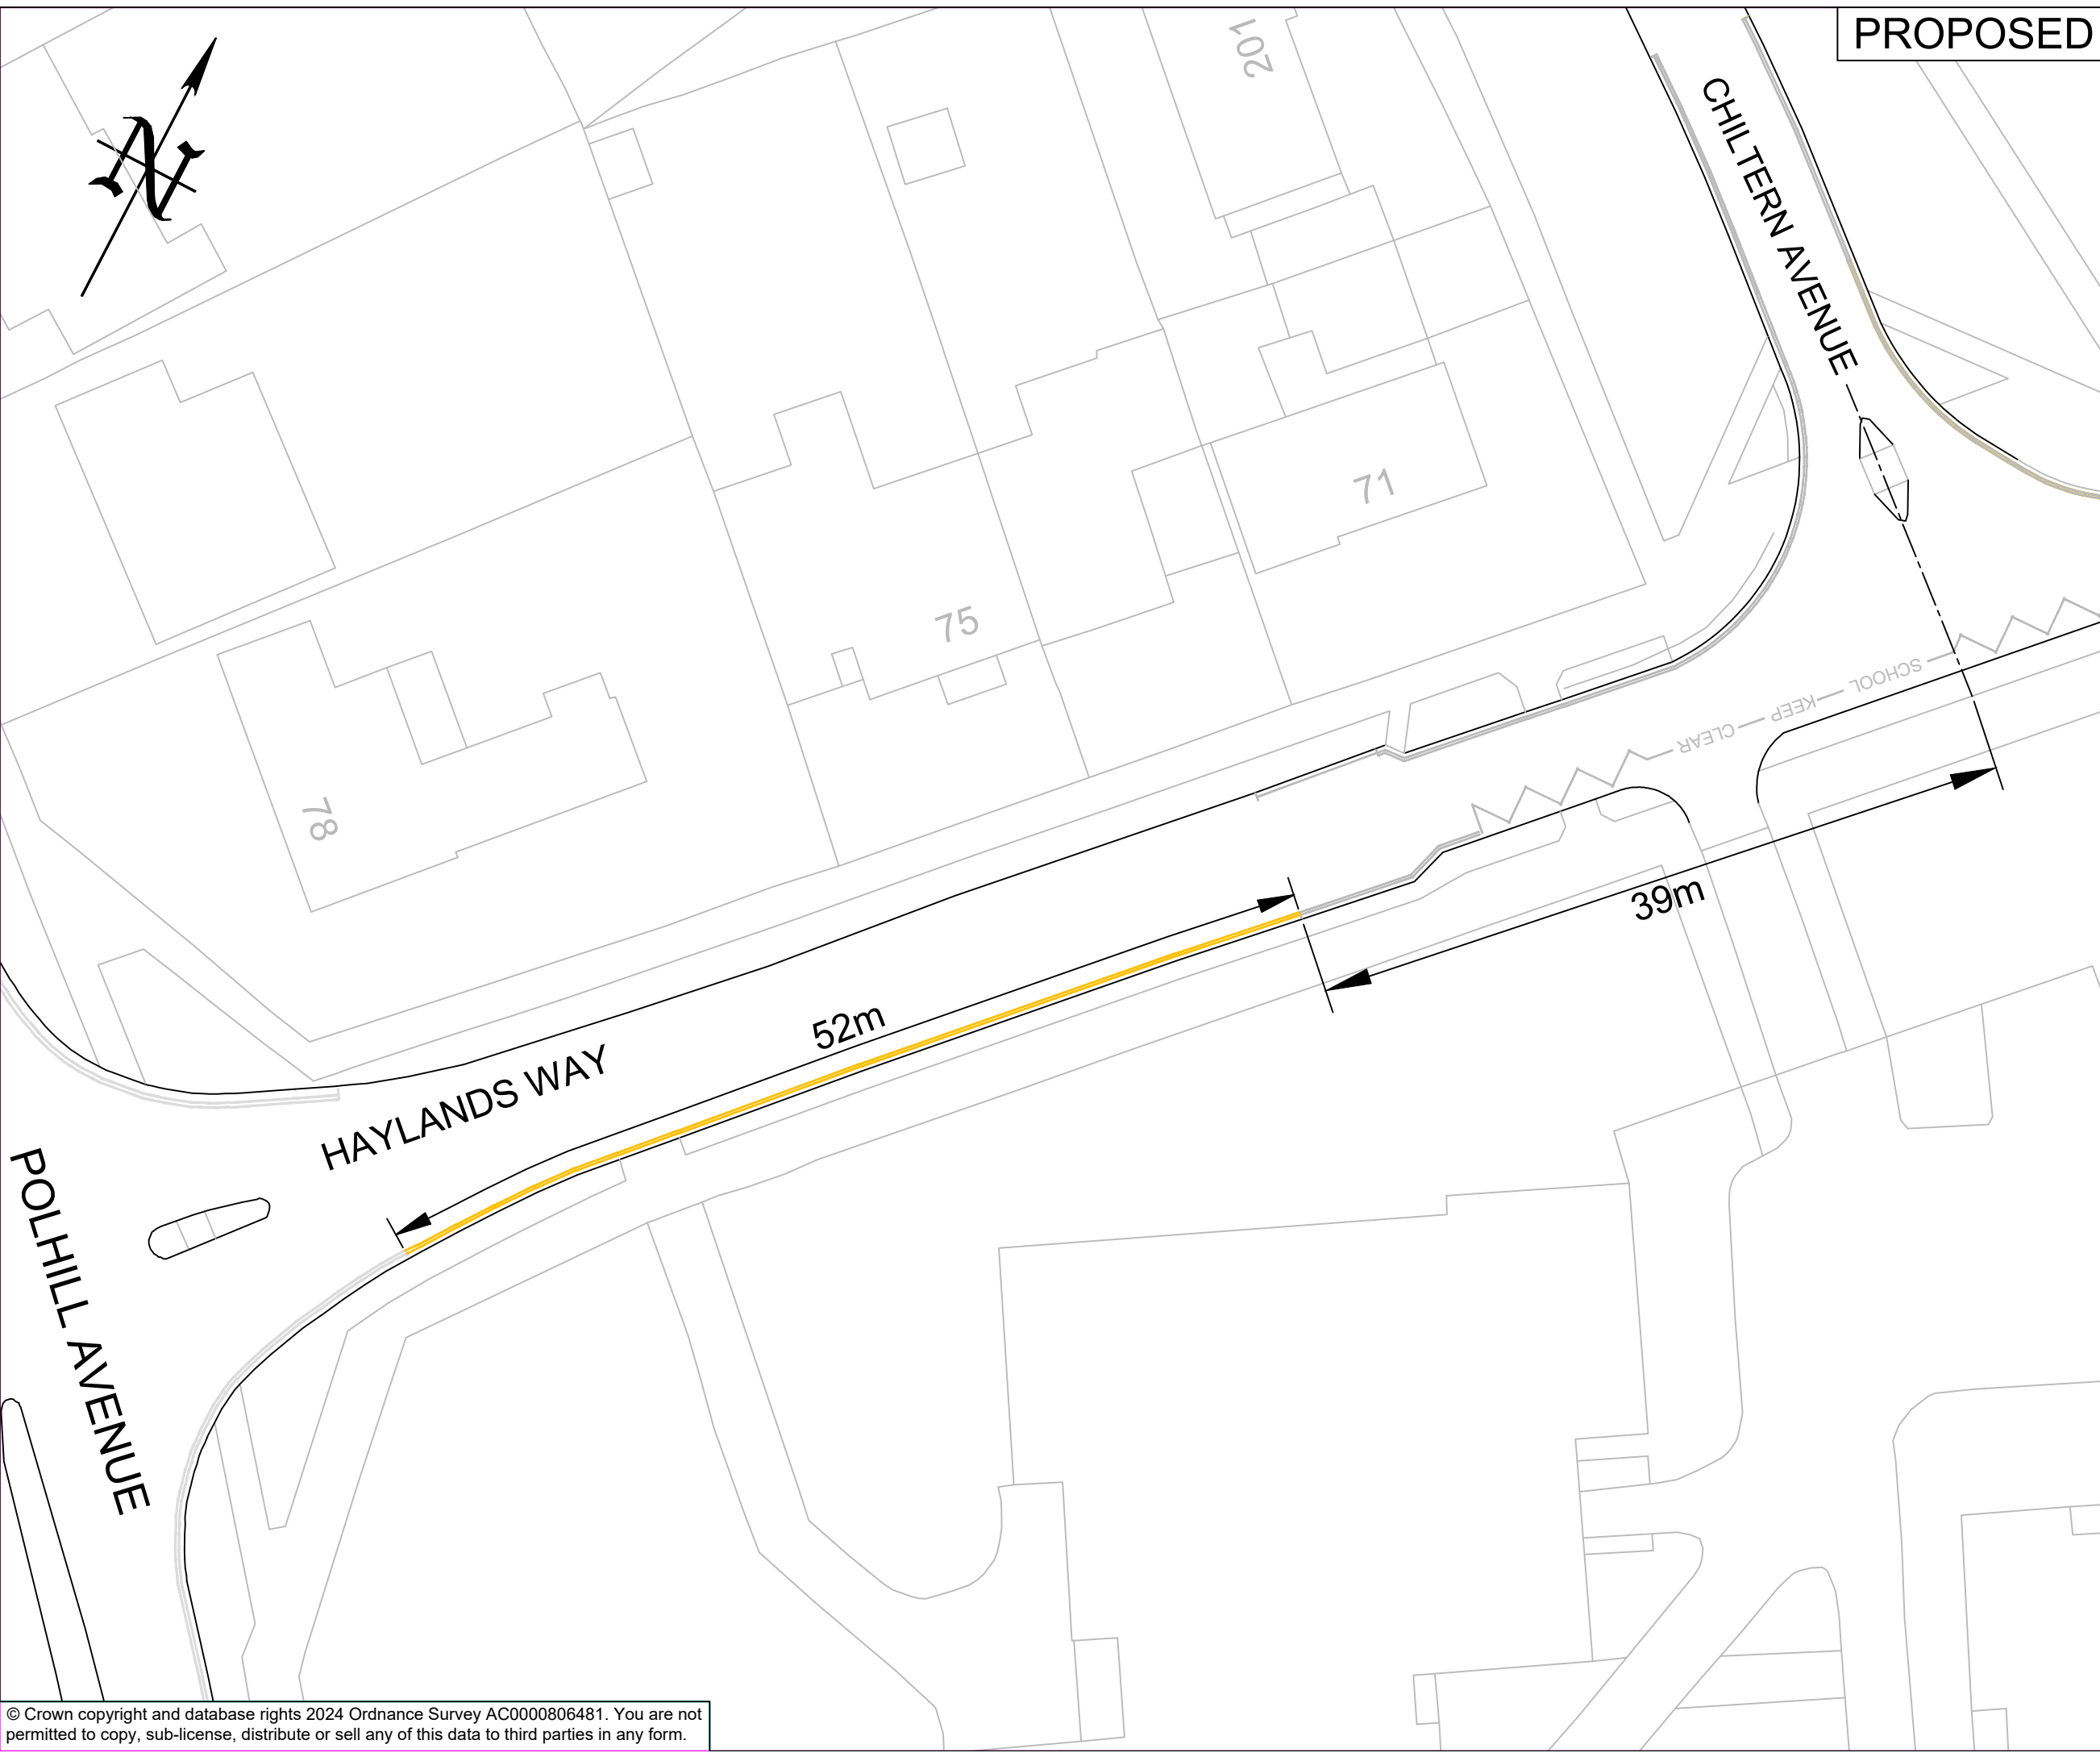 PROPOSED
N
102
CHILTERN AVENUE
71
75
78
SCHOOL
KEEP
CLEAR
39m
52m
HAYLANDS WAY
POLHILL AVENUE
© Crown copyright and database rights 2024 Ordnance Survey AC0000806481. You are not
permitted to copy, sub-license, distribute or sell any of this data to third parties in any form.